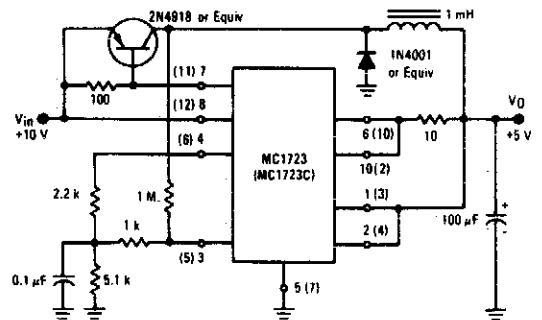 2N4918 or Equiv
1 mH
1N4001
or Equiv
100
(11) 7
Vin
+10 V
(12) 8
(6) 4
MC1723
(MC1723C)
6 (10)
10
VO
+5 V
10(2)
2.2 k
1 M.
1 (3)
1 k
2 (4)
100 µF
+
(5) 3
0.1 µF
5.1 k
5 (7)